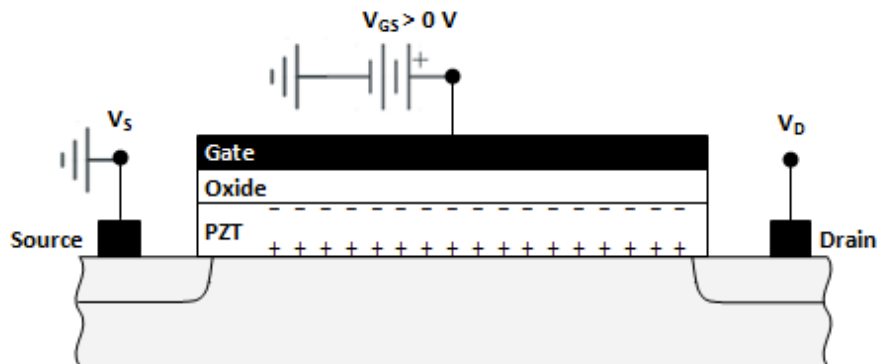 V_GS > 0 V
+
V_S
V_D
Gate
Oxide
- - - - - - - - - - - - - - - -
PZT
Source
Drain
+ + + + + + + + + + + + + + + + +